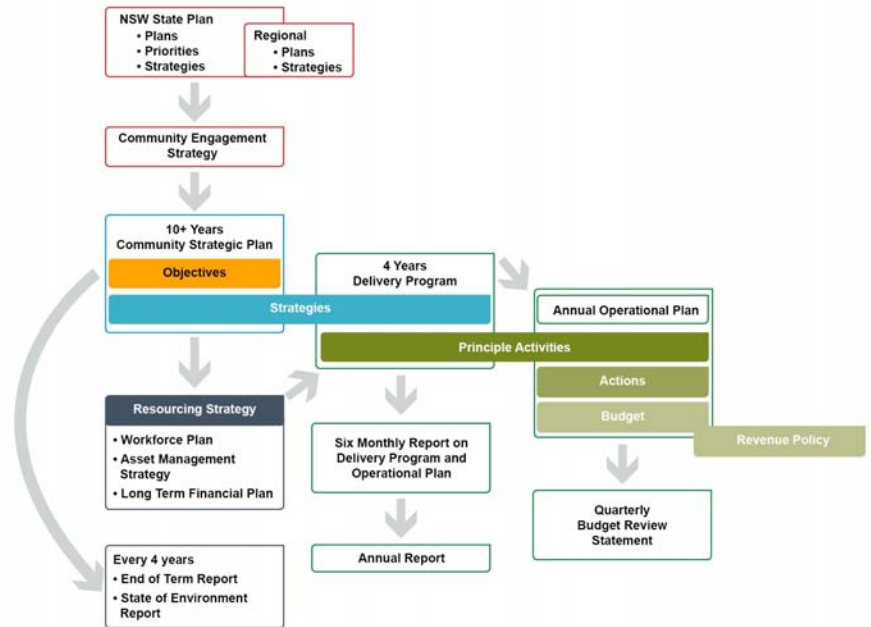 NSW State Plan
• Plans
• Priorities
• Strategies
Regional
• Plans
• Strategies
Community Engagement
Strategy
10+ Years
Community Strategic Plan
Objectives
4 Years
Delivery Program
Strategies
Annual Operational Plan
Principle Activities
Actions
Budget
Revenue Policy
Resourcing Strategy
• Workforce Plan
• Asset Management
Strategy
• Long Term Financial Plan
Six Monthly Report on
Delivery Program and
Operational Plan
Quarterly
Budget Review
Statement
Annual Report
Every 4 years
• End of Term Report
• State of Environment
Report